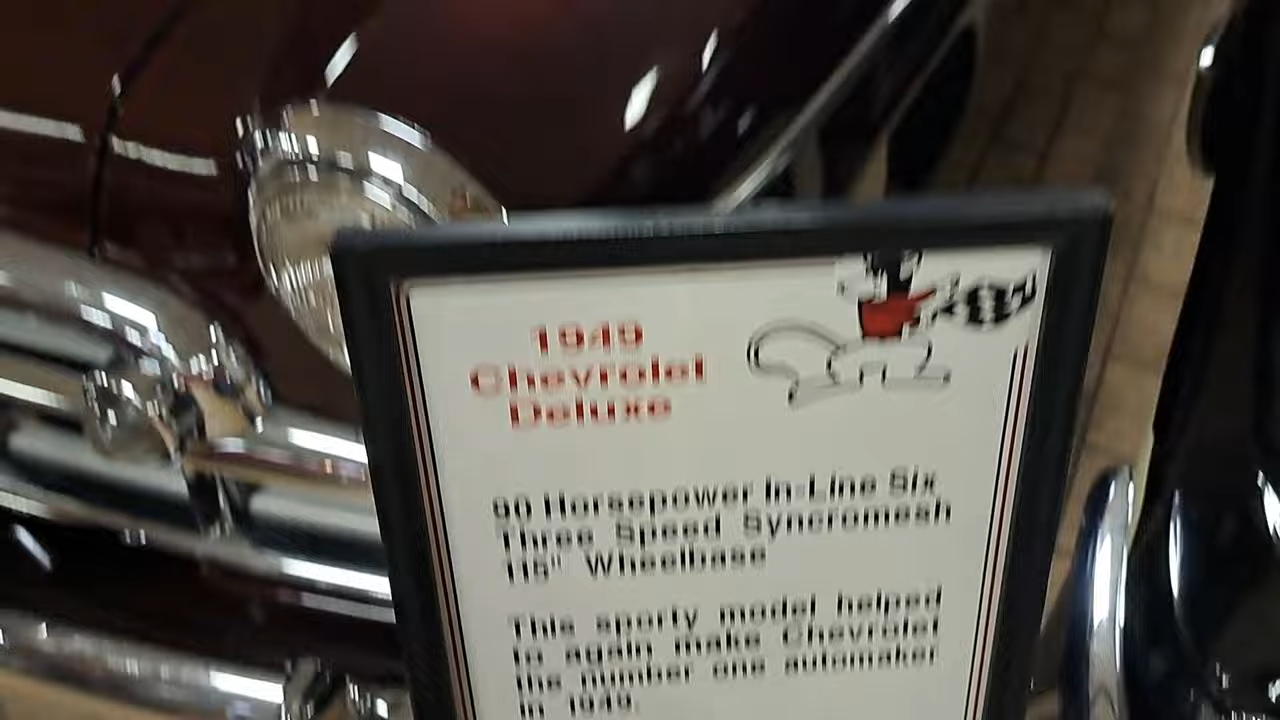 1949
Chevrolet
Deluxe
90 Horsepower In-Line Six
Three Speed Syncromesh
115" Wheelbase
This sporty model helped
to again make Chevrolet
the number one automaker
in 1949.